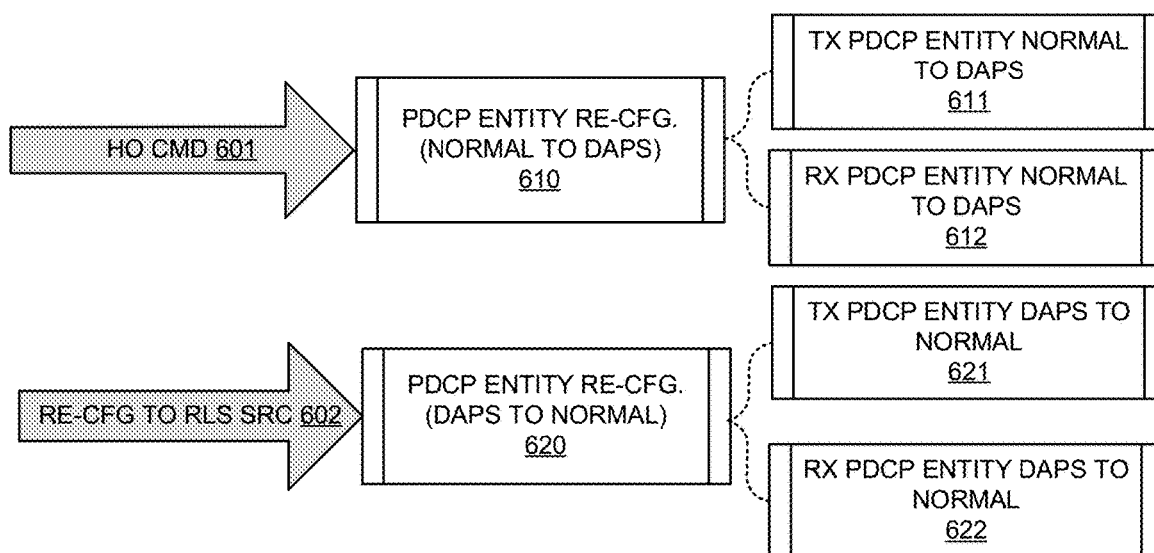 HO CMD 601
PDCP ENTITY RE-CFG.
(NORMAL TO DAPS)
610
TX PDCP ENTITY NORMAL
TO DAPS
611
RX PDCP ENTITY NORMAL
TO DAPS
612
RE-CFG TO RLS SRC 602
PDCP ENTITY RE-CFG.
(DAPS TO NORMAL)
620
TX PDCP ENTITY DAPS TO
NORMAL
621
RX PDCP ENTITY DAPS TO
NORMAL
622